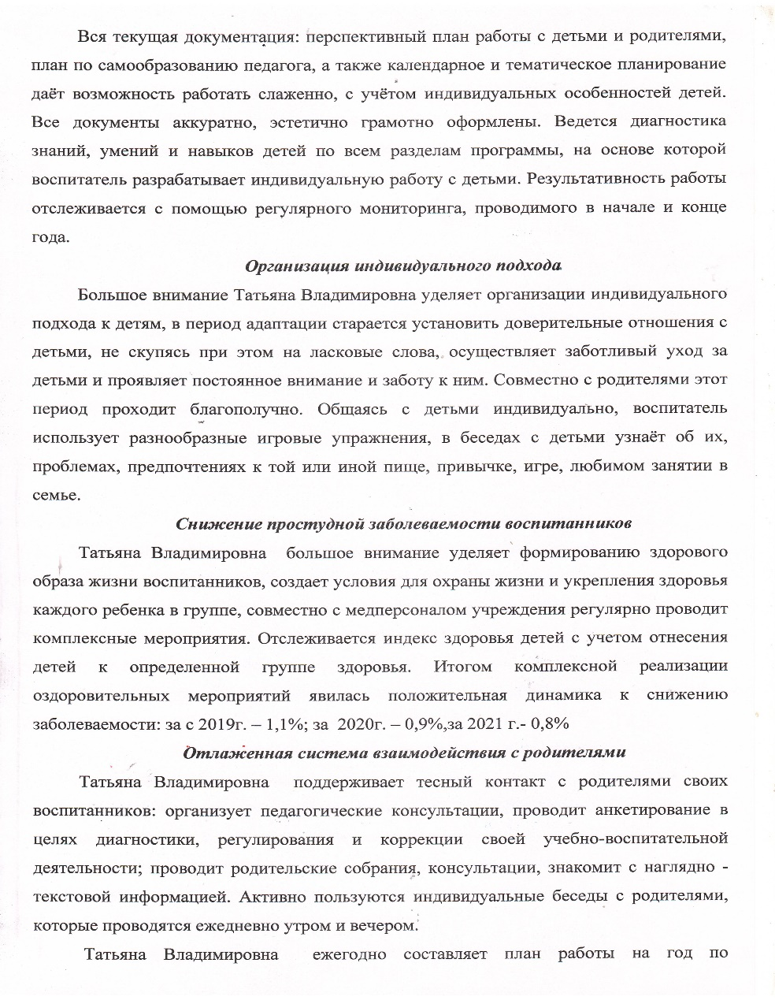 Вся текущая документация: перспективный план работы с детьми и родителями,
план по самообразованию педагога, а также календарное и тематическое планирование
даёт возможность работать слаженно, с учётом индивидуальных особенностей детей.
Все документы аккуратно, эстетично грамотно оформлены. Ведется диагностика
знаний, умений и навыков детей по всем разделам программы, на основе которой
воспитатель разрабатывает индивидуальную работу с детьми. Результативность работы
отслеживается с помощью регулярного мониторинга, проводимого в начале и конце
года.
Организация индивидуального подхода.
Большое внимание Татьяна Владимировна уделяет организации индивидуального
подхода к детям, в период адаптации старается установить доверительные отношения с
детьми, не скупясь при этом на ласковые слова, осуществляет заботливый уход за
детьми и проявляет постоянное внимание и заботу к ним. Совместно с родителями этот
период проходит благополучно. Общаясь с детьми индивидуально, воспитатель
использует разнообразные игровые упражнения, в беседах с детьми узнаёт об их,
проблемах, предпочтениях к той или иной пище, привычке, игре, любимом занятии в
семье.
Снижение простудной заболеваемости воспитанников
Татьяна Владимировна большое внимание уделяет формированию здорового
образа жизни воспитанников, создает условия для охраны жизни и укрепления здоровья
каждого ребенка в группе, совместно с медперсоналом учреждения регулярно проводит
комплексные мероприятия. Отслеживается индекс здоровья детей с учетом отнесения
детей к определенной группе здоровья. Итогом комплексной реализации
оздоровительных мероприятий явилась положительная динамика к снижению
заболеваемости: за с 2019г. – 1,1%; за 2020г. – 0,9%,за 2021 г.- 0,8%
Отлаженная система взаимодействия с родителями
Татьяна Владимировна поддерживает тесный контакт с родителями своих
воспитанников: организует педагогические консультации, проводит анкетирование в
целях диагностики, регулирования и коррекции своей учебно-воспитательной
деятельности; проводит родительские собрания, консультации, знакомит с наглядно -
текстовой информацией. Активно пользуются индивидуальные беседы с родителями,
которые проводятся ежедневно утром и вечером.
Татьяна Владимировна ежегодно составляет план работы на год по